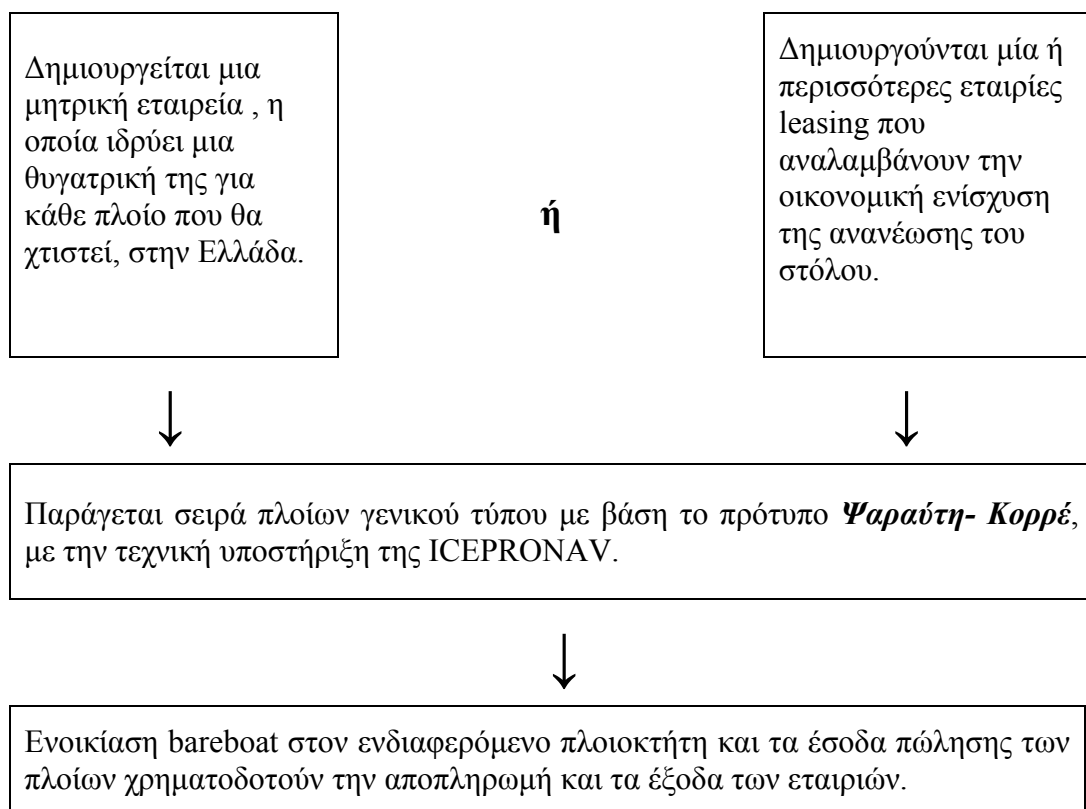 Δημιουργείται μια
μητρική εταιρεία , η
οποία ιδρύει μια
θυγατρική της για
κάθε πλοίο που θα
χτιστεί, στην Ελλάδα.
ή
Δημιουργούνται μία ή
περισσότερες εταιρίες
leasing που
αναλαμβάνουν την
οικονομική ενίσχυση
της ανανέωσης του
στόλου.
Παράγεται σειρά πλοίων γενικού τύπου με βάση το πρότυπο Ψαραύτη- Κορρέ,
με την τεχνική υποστήριξη της ICEPRONAV.
Ενοικίαση bareboat στον ενδιαφερόμενο πλοιοκτήτη και τα έσοδα πώλησης των
πλοίων χρηματοδοτούν την αποπληρωμή και τα έξοδα των εταιριών.